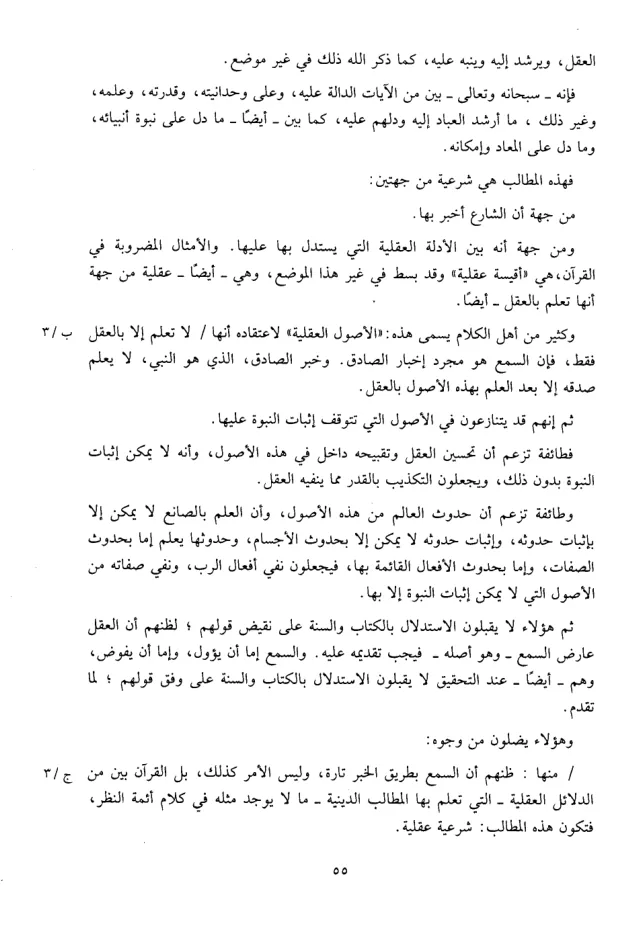 العقل، ويرشد إليه وينبه عليه، كما ذكر الله ذلك في غير موضع.
فإنه ـ سبحانه وتعالى ـ بين من الآيات الدالة عليه، وعلى وحدانيته، وقدرته، وعلمه،
وغير ذلك ، ما أرشد العباد إليه ودلهم عليه، كما بين ـ أيضًا ـ ما دل على نبوة أنبيائه،
وما دل على المعاد وإمكانه.
فهذه المطالب هي شرعية من جهتين:
من جهة أن الشارع أخبر بها.
ومن جهة أنه بين الأدلة العقلية التي يستدل بها عليها. والأمثال المضروبة في
القرآن،هي «أقيسة عقلية» وقد بسط في غير هذا الموضع، وهي ـ أيضًا ـ عقلية من جهة
أنها تعلم بالعقل ـ أيضًا.
وكثير من أهل الكلام يسمى هذه:«الأصول العقلية» لاعتقاده أنها / لا تعلم إلا بالعقل ٣/ ب
فقط، فإن السمع هو مجرد إخبار الصادق. وخبر الصادق، الذي هو النبي، لا يعلم
صدقه إلا بعد العلم بهذه الأصول بالعقل.
ثم إنهم قد يتنازعون في الأصول التي تتوقف إثبات النبوة عليها.
فطائفة تزعم أن تحسين العقل وتقبيحه داخل في هذه الأصول، وأنه لا يمكن إثبات
النبوة بدون ذلك، ويجعلون التكذيب بالقدر مما ينفيه العقل.
وطائفة تزعم أن حدوث العالم من هذه الأصول، وأن العلم بالصانع لا يمكن إلا
بإثبات حدوثه، وإثبات حدوثه لا يمكن إلا بحدوث الأجسام، وحدوثها يعلم إما بحدوث
الصفات، وإما بحدوث الأفعال القائمة بها، فيجعلون نفي أفعال الرب، ونفي صفاته من
الأصول التي لا يمكن إثبات النبوة إلا بها.
ثم هؤلاء لا يقبلون الاستدلال بالكتاب والسنة على نقيض قولهم ؛ لظنهم أن العقل
عارض السمع ـ وهو أصله ـ فيجب تقديمه عليه. والسمع إما أن يؤول، وإما أن يفوض،
وهم ـ أيضًا ـ عند التحقيق لا يقبلون الاستدلال بالكتاب والسنة على وفق قولهم ؛ لما
تقدم.
وهؤلاء يضلون من وجوه:
/ منها : ظنهم أن السمع بطريق الخبر تارة، وليس الأمر كذلك، بل القرآن بين من ٣/ ج
الدلائل العقلية ـ التي تعلم بها المطالب الدينية ـ ما لا يوجد مثله في كلام أئمة النظر،
فتكون هذه المطالب: شرعية عقلية.
٥٥